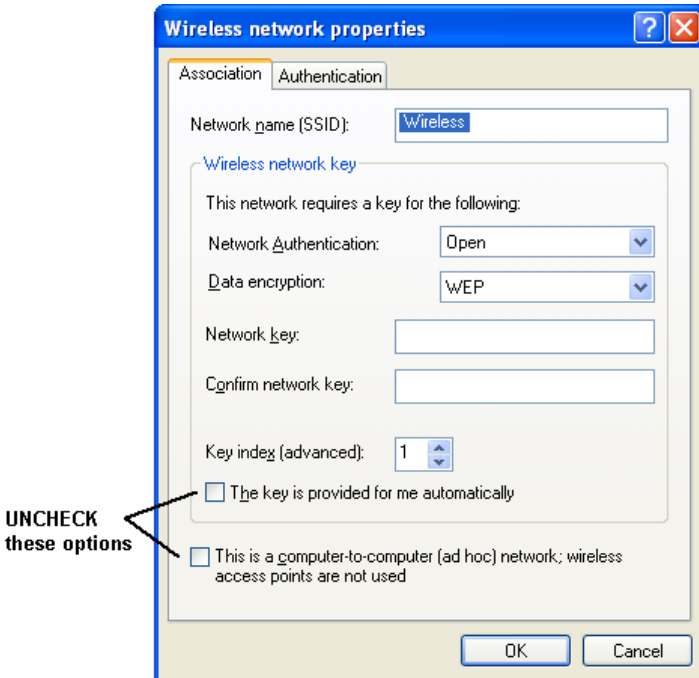 Wireless network properties
Association Authentication
Network name (SSID): Wireless
Wireless network key
This network requires a key for the following:
Network Authentication: Open
Data encryption: WEP
Network key:
Confirm network key:
Key index (advanced): 1
The key is provided for me automatically
UNCHECK
these options
This is a computer-to-computer (ad hoc) network; wireless
access points are not used
OK Cancel